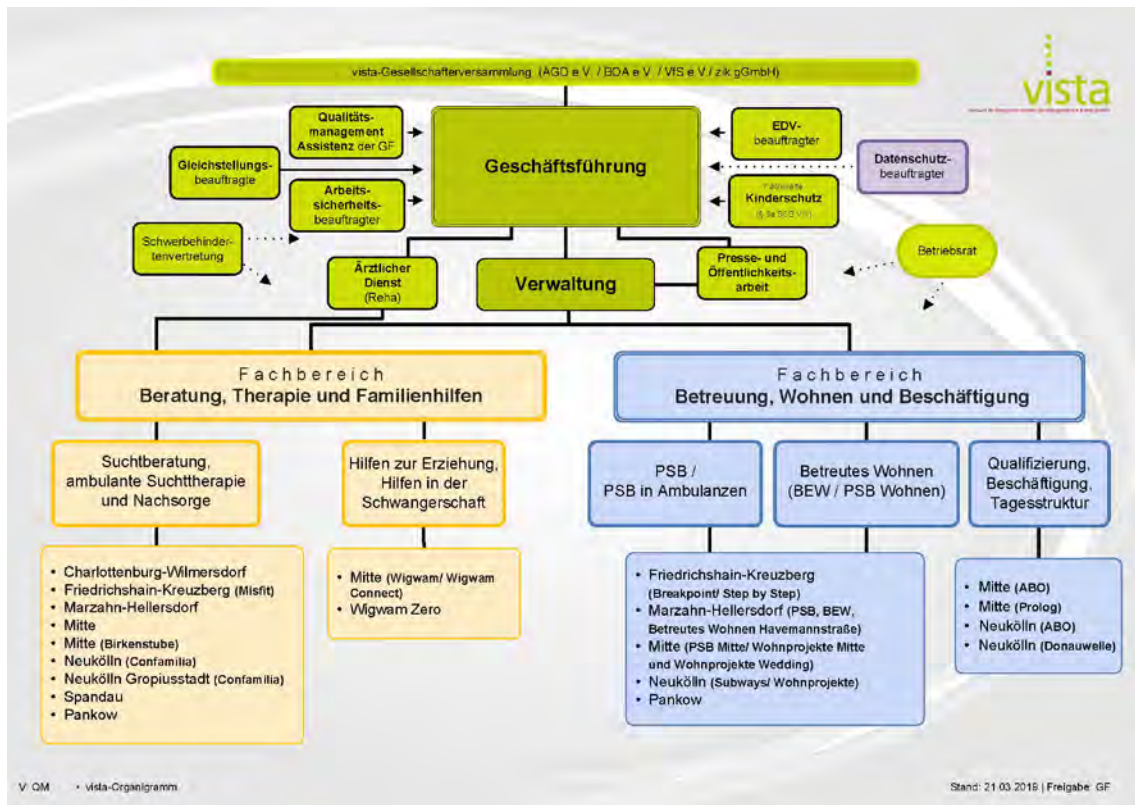 vista-Gesellschafterversammlung (AGD e.V. / BOA e.V. / VfS e.V./ zik gGmbH)
vista
Qualitäts-
management
Assistenz der GF
EDV-
beauftragter
Gleichstellungs-
beauftragte
Geschäftsführung
Datenschutz-
beauftragter
Arbeits-
sicherheits-
beauftragter
Kinderschutz
Schwerbehinder-
tenvertretung
Betriebsrat
Ärztlicher
Dienst
(Reha)
Verwaltung
Presse- und
Öffentlichkeits-
arbeit
Fachbereich
Beratung, Therapie und Familienhilfen
Fachbereich
Betreuung, Wohnen und Beschäftigung
Suchtberatung,
ambulante Suchttherapie
und Nachsorge
Hilfen zur Erziehung,
Hilfen in der
Schwangerschaft
PSB /
PSB in Ambulanzen
Betreutes Wohnen
(BEW / PSB Wohnen)
Qualifizierung,
Beschäftigung,
Tagesstruktur
• Charlottenburg-Wilmersdorf
• Friedrichshain-Kreuzberg (Misfit)
• Marzahn-Hellersdorf
• Mitte
• Mitte (Birkenstube)
• Neukölln (Confamilia)
• Neukölln Gropiusstadt (Confamilia)
• Spandau
• Pankow
• Mitte (Wigwam/ Wigwam
Connect)
• Wigwam Zero
• Friedrichshain-Kreuzberg
(Breakpoint/ Step by Step)
• Marzahn-Hellersdorf (PSB, BEW,
Betreutes Wohnen Havemannstraße)
• Mitte (PSB Mitte/ Wohnprojekte Mitte
und Wohnprojekte Wedding)
• Neukölln (Subways/ Wohnprojekte)
• Pankow
• Mitte (ABO)
• Mitte (Prolog)
• Neukölln (ABO)
• Neukölln (Donauwelle)
V QM • vista-Organigramm
Stand: 21.03.2019 | Freigabe: GF